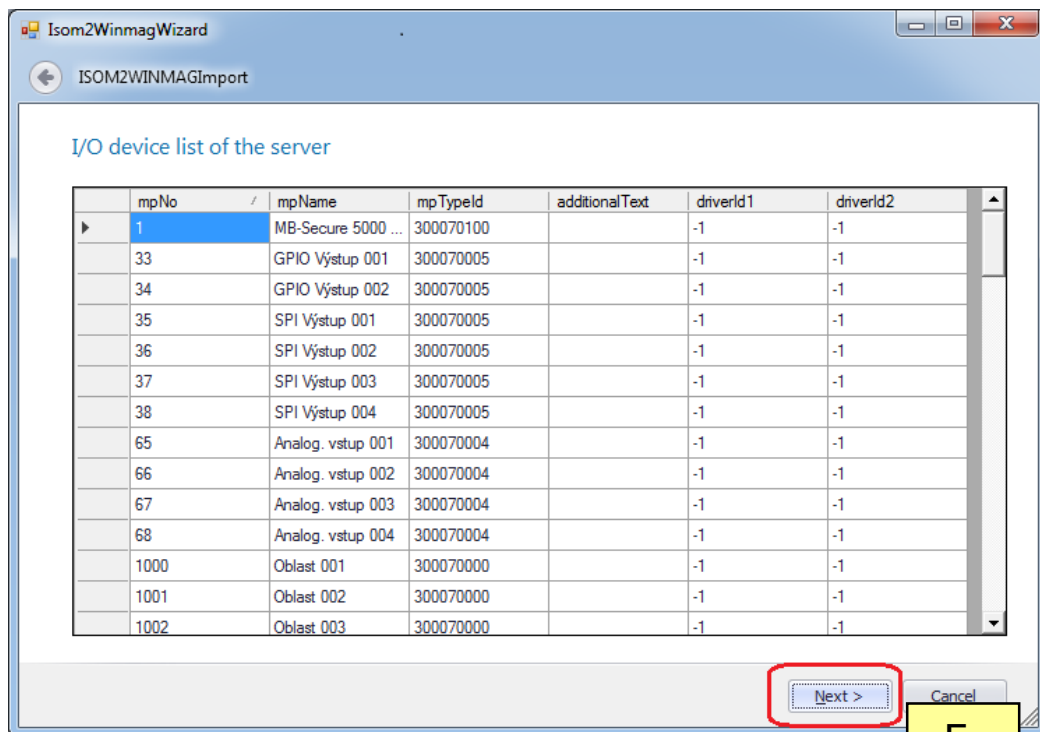 Isom2WinmagWizard
ISOM2WINMAGImport
I/O device list of the server
mpNo / mpName mpTypeId additionalText driverId1 driverId2
1 MB-Secure 5000 ... 300070100 -1 -1
33 GPIO Výstup 001 300070005 -1 -1
34 GPIO Výstup 002 300070005 -1 -1
35 SPI Výstup 001 300070005 -1 -1
36 SPI Výstup 002 300070005 -1 -1
37 SPI Výstup 003 300070005 -1 -1
38 SPI Výstup 004 300070005 -1 -1
65 Analog. vstup 001 300070004 -1 -1
66 Analog. vstup 002 300070004 -1 -1
67 Analog. vstup 003 300070004 -1 -1
68 Analog. vstup 004 300070004 -1 -1
1000 Oblast 001 300070000 -1 -1
1001 Oblast 002 300070000 -1 -1
1002 Oblast 003 300070000 -1 -1
Next > Cancel